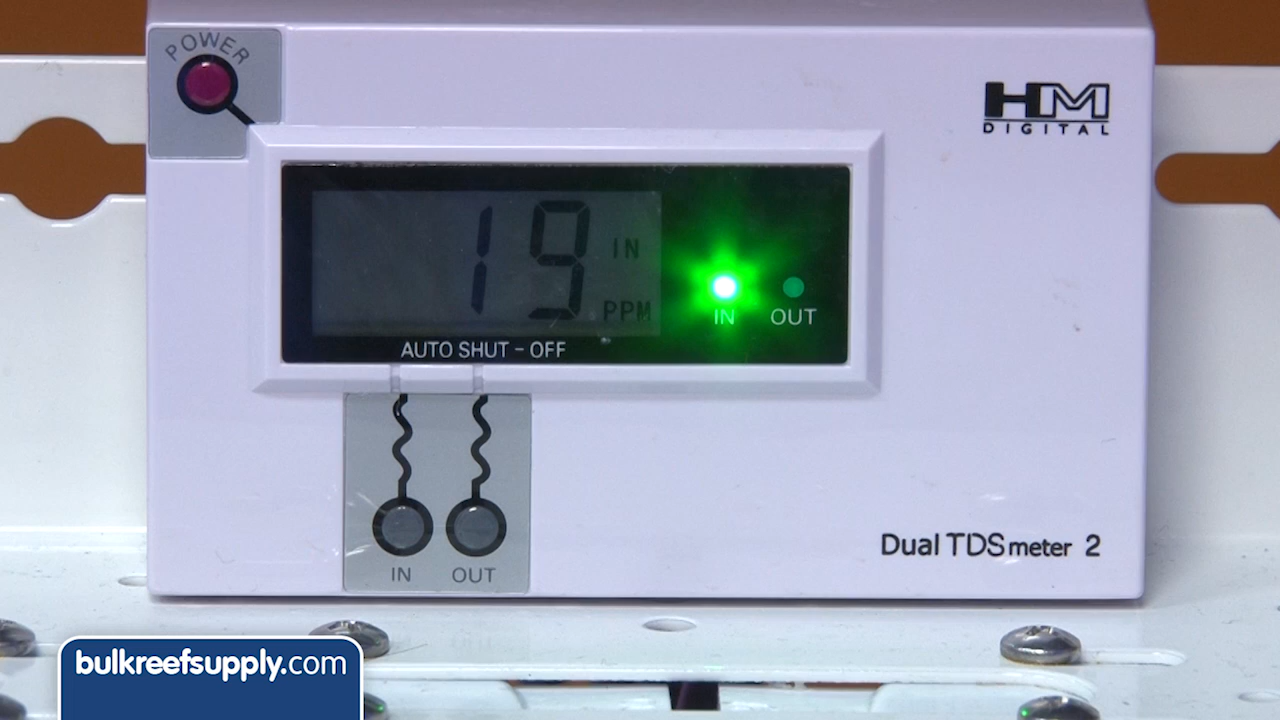 POWER
HM
DIGITAL
19 IN
PPM
IN OUT
AUTO SHUT - OFF
IN OUT
Dual TDS meter 2
bulkreefsupply.com